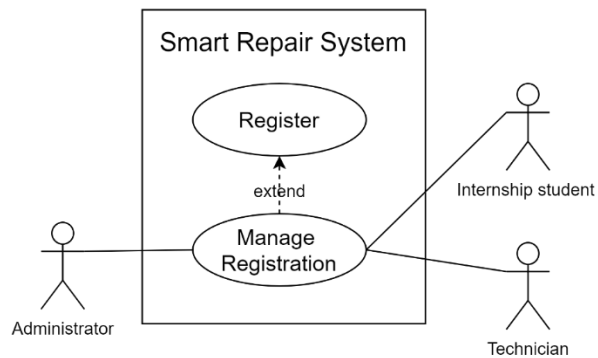 Smart Repair System
Register
extend
Manage
Registration
Internship student
Administrator
Technician